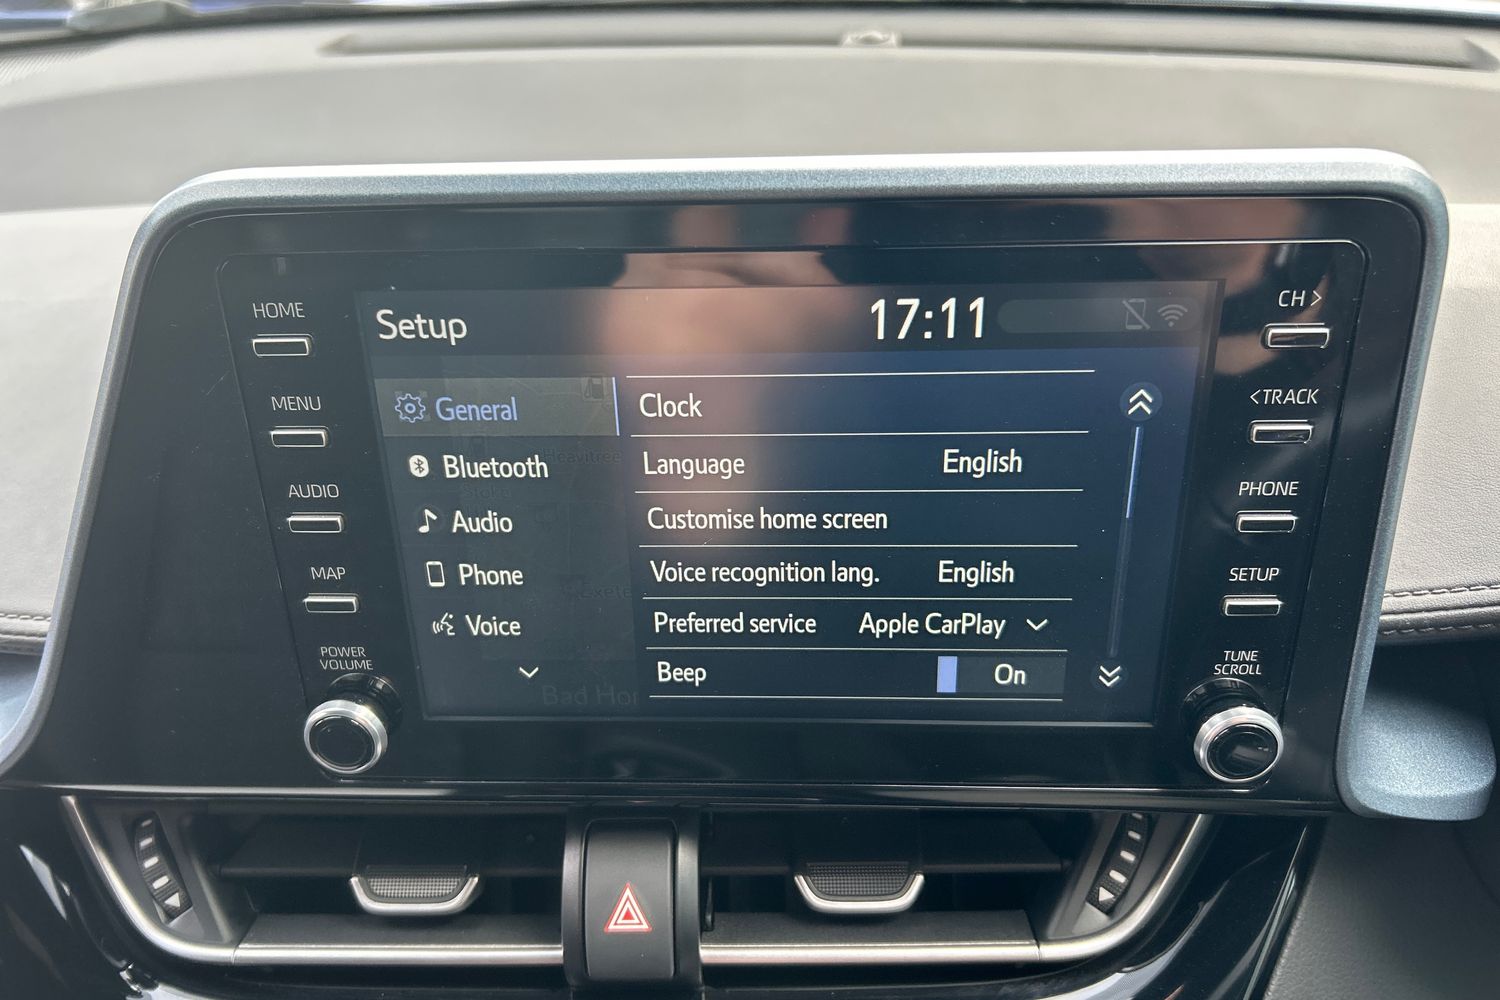 HOME
MENU
AUDIO
MAP
POWER
VOLUME
Setup
17:11
General
Bluetooth
Audio
Phone
Voice
Clock
Language English
Customise home screen
Voice recognition lang. English
Preferred service Apple CarPlay
Beep On
Heavitree
CH >
<TRACK
PHONE
SETUP
TUNE
SCROLL